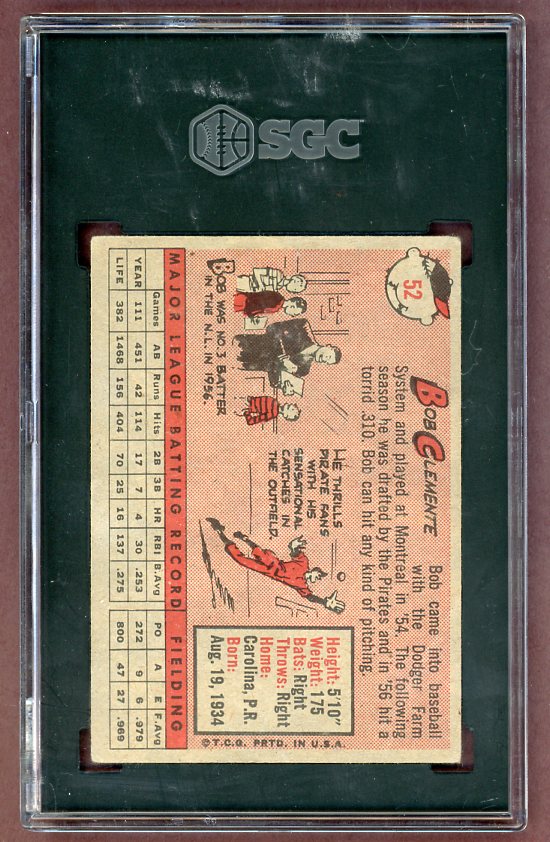 SGC
52
BOB CLEMENTE
Bob came into baseball
with the Dodger Farm
System and played at Montreal in '54. The following
season he was drafted by the Pirates and in '56 hit a
torrid .310. Bob can hit any kind of pitching.
BOB WAS NO. 3 BATTER
IN THE N.L. IN 1956.
HE THRILLS
PIRATE FANS
WITH HIS
SENSATIONAL
CATCHES IN
THE OUTFIELD.
Height: 5'10"
Weight: 175
Bats: Right
Throws: Right
Home:
Carolina, P.R.
Born:
Aug. 19, 1934
MAJOR LEAGUE BATTING RECORD FIELDING
Games AB Runs Hits 2B 3B HR RBI B.Avg PO A E F.Avg
YEAR 111 451 42 114 17 7 4 30 .253 272 9 6 .979
LIFE 382 1468 156 404 70 25 16 137 .275 800 47 27 .969
©T.C.G. PRTD. IN U.S.A.